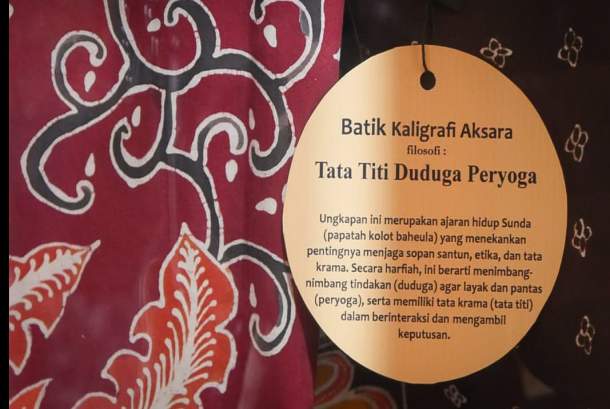 Batik Kaligrafi Aksara
filosofi :
Tata Titi Duduga Peryoga
Ungkapan ini merupakan ajaran hidup Sunda
(papatah kolot baheula) yang menekankan
pentingnya menjaga sopan santun, etika, dan tata
krama. Secara harfiah, ini berarti menimbang-
nimbang tindakan (duduga) agar layak dan pantas
(peryoga), serta memiliki tata krama (tata titi)
dalam berinteraksi dan mengambil
keputusan.